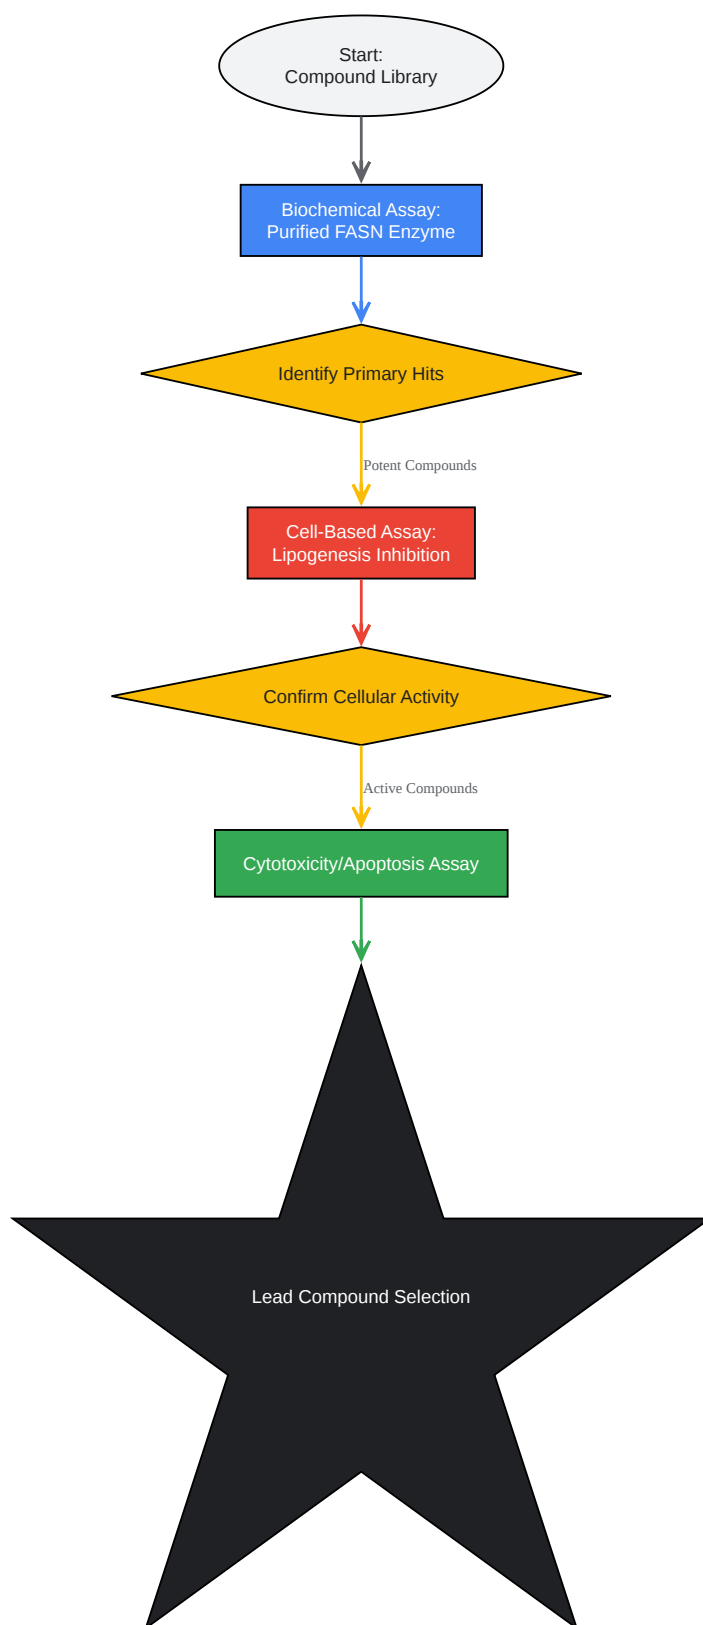 Start:
Compound Library
Biochemical Assay:
Purified FASN Enzyme
Identify Primary Hits
Potent Compounds
Cell-Based Assay:
Lipogenesis Inhibition
Confirm Cellular Activity
Active Compounds
Cytotoxicity/Apoptosis Assay
Lead Compound Selection